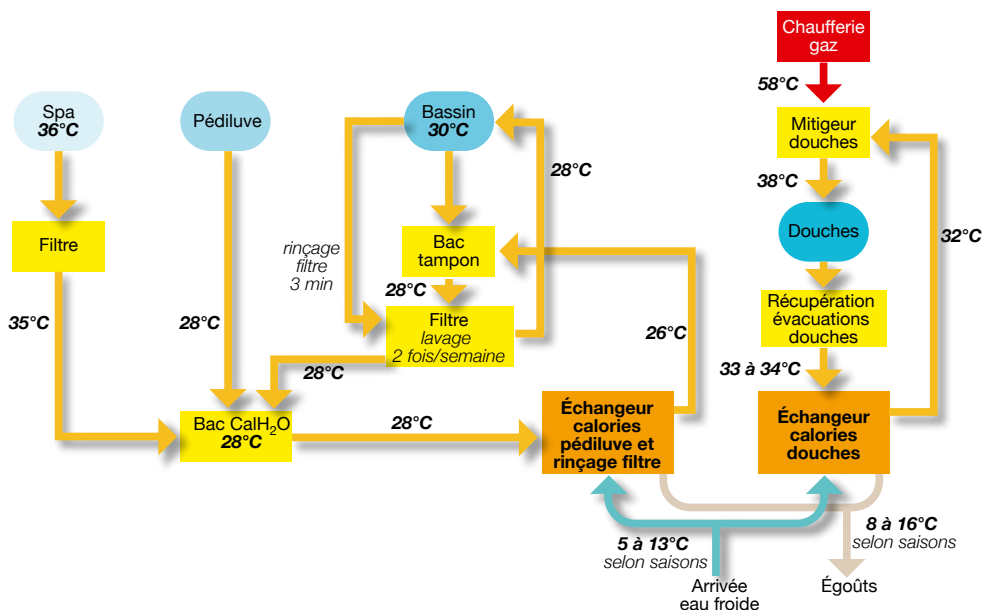 Chaufferie
gaz
58°C
Spa
36°C
Pédiluve
Bassin
30°C
Mitigeur
douches
28°C
38°C
Filtre
rinçage
filtre
3 min
Bac
tampon
Douches
32°C
28°C
35°C
28°C
Filtre
lavage
2 fois/semaine
26°C
Récupération
évacuations
douches
28°C
33 à 34°C
Bac CalH₂O
28°C
28°C
Échangeur
calories
pédiluve et
rinçage filtre
Échangeur
calories
douches
5 à 13°C
selon saisons
8 à 16°C
selon saisons
Arrivée
eau froide
Égoûts